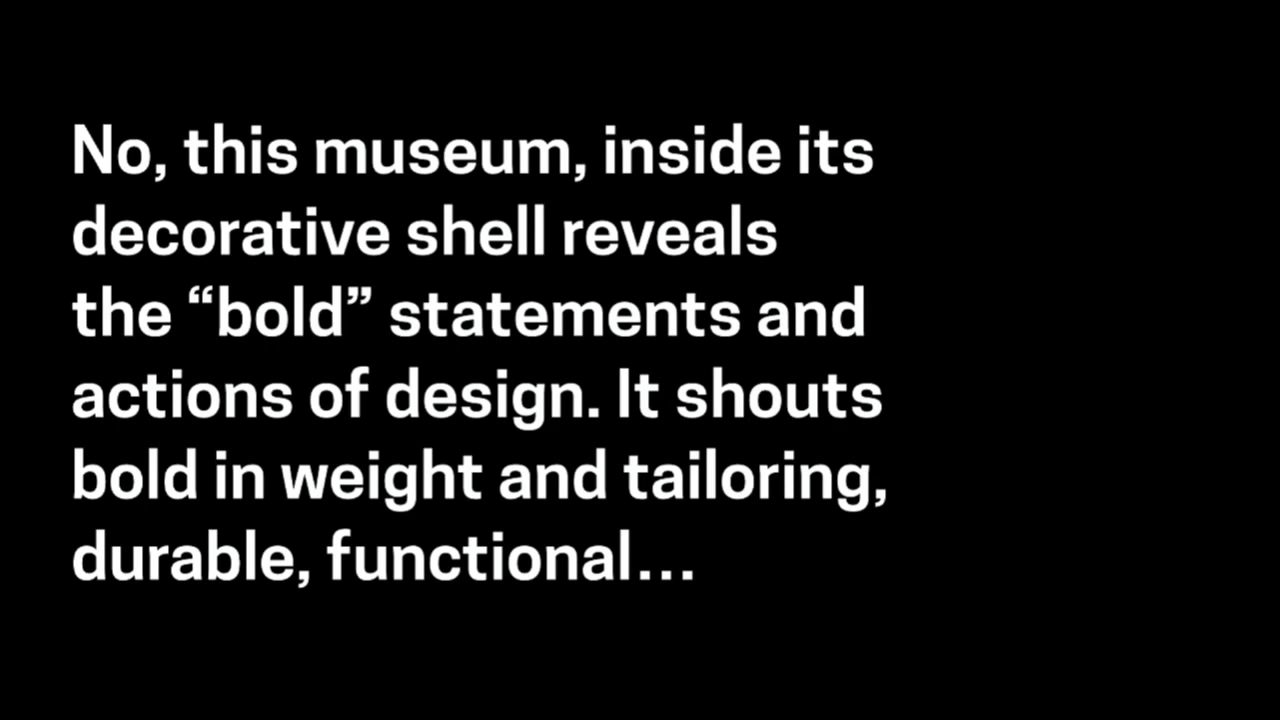 No, this museum, inside its
decorative shell reveals
the “bold” statements and
actions of design. It shouts
bold in weight and tailoring,
durable, functional…